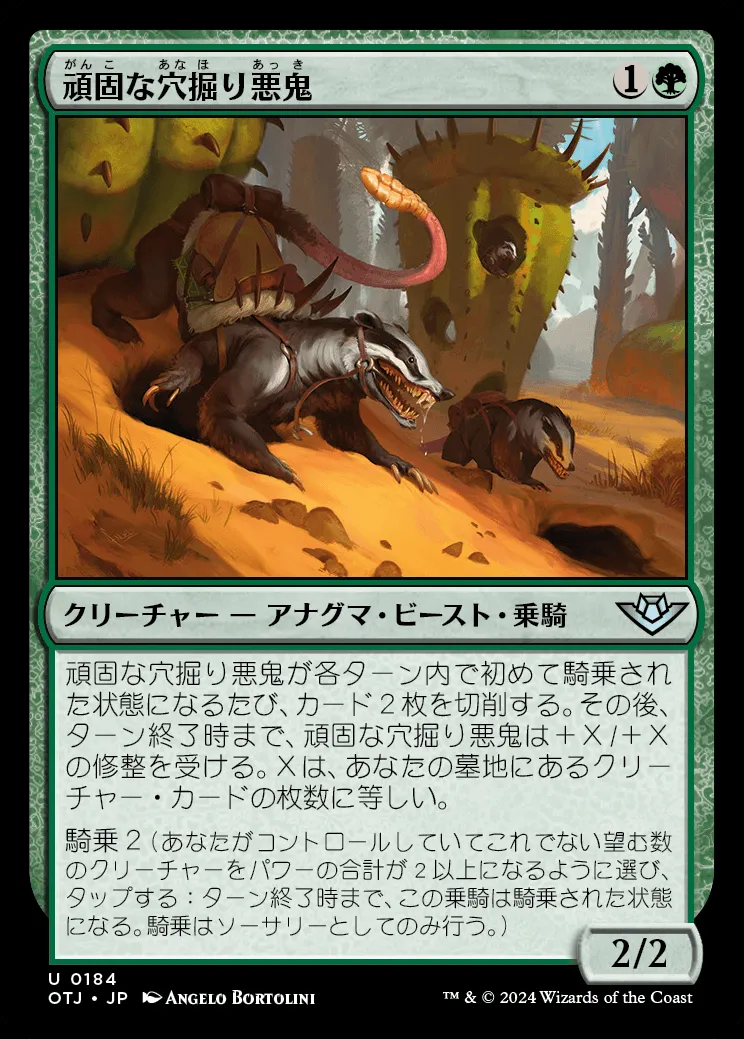 がんこ あなほ あっき
頑固な穴掘り悪鬼
1
クリーチャー — アナグマ・ビースト・乗騎
頑固な穴掘り悪鬼が各ターン内で初めて騎乗され
た状態になるたび、カード2枚を切削する。その後、
ターン終了時まで、頑固な穴掘り悪鬼は+X/+X
の修整を受ける。Xは、あなたの墓地にあるクリー
チャー・カードの枚数に等しい。
騎乗2(あなたがコントロールしていてこれでない望む数
のクリーチャーをパワーの合計が2以上になるように選び、
タップする:ターン終了時まで、この乗騎は騎乗された状態
になる。騎乗はソーサリーとしてのみ行う。)
2/2
U 0184
OTJ • JP Angelo Bortolini
™ & © 2024 Wizards of the Coast